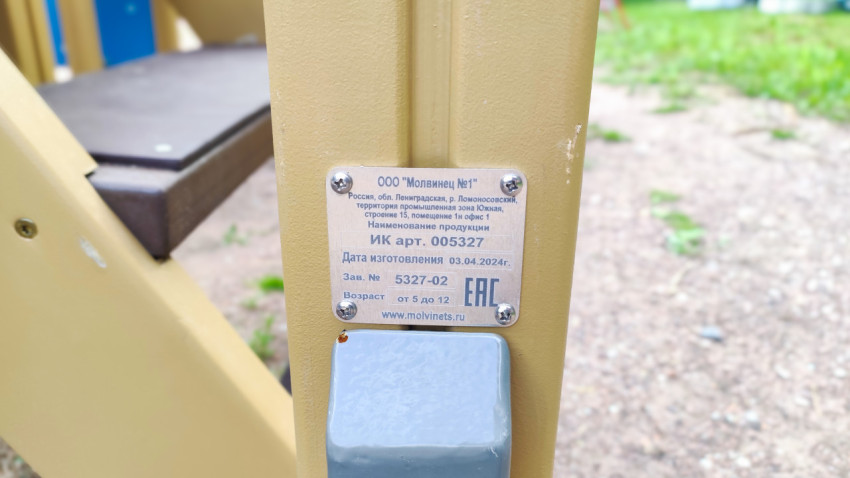 ООО "Молвинец №1"
Россия, обл. Ленинградская, р. Ломоносовский,
территория промышленная зона Южная,
строение 15, помещение 1н офис 1
Наименование продукции
ИК арт. 005327
Дата изготовления 03.04.2024г.
Зав. № 5327-02
Возраст от 5 до 12
ЕАС
www.molvinets.ru